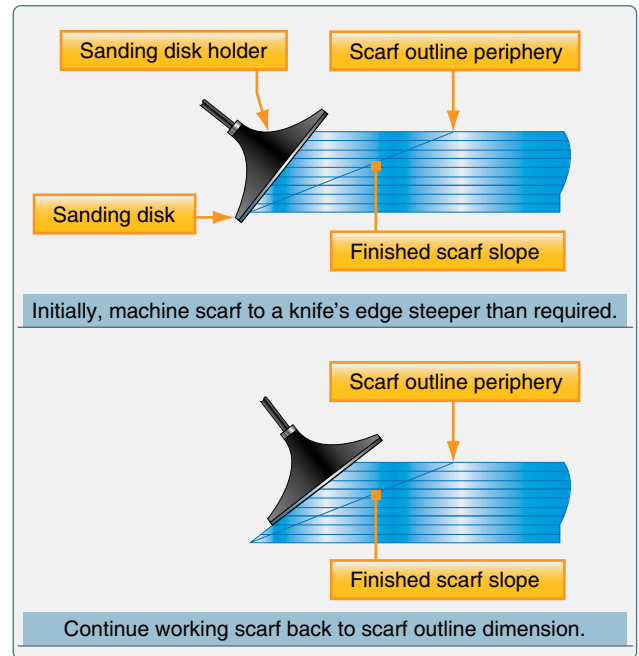 Sanding disk holder
Scarf outline periphery
Sanding disk
Finished scarf slope
Initially, machine scarf to a knife’s edge steeper than required.
Scarf outline periphery
Finished scarf slope
Continue working scarf back to scarf outline dimension.